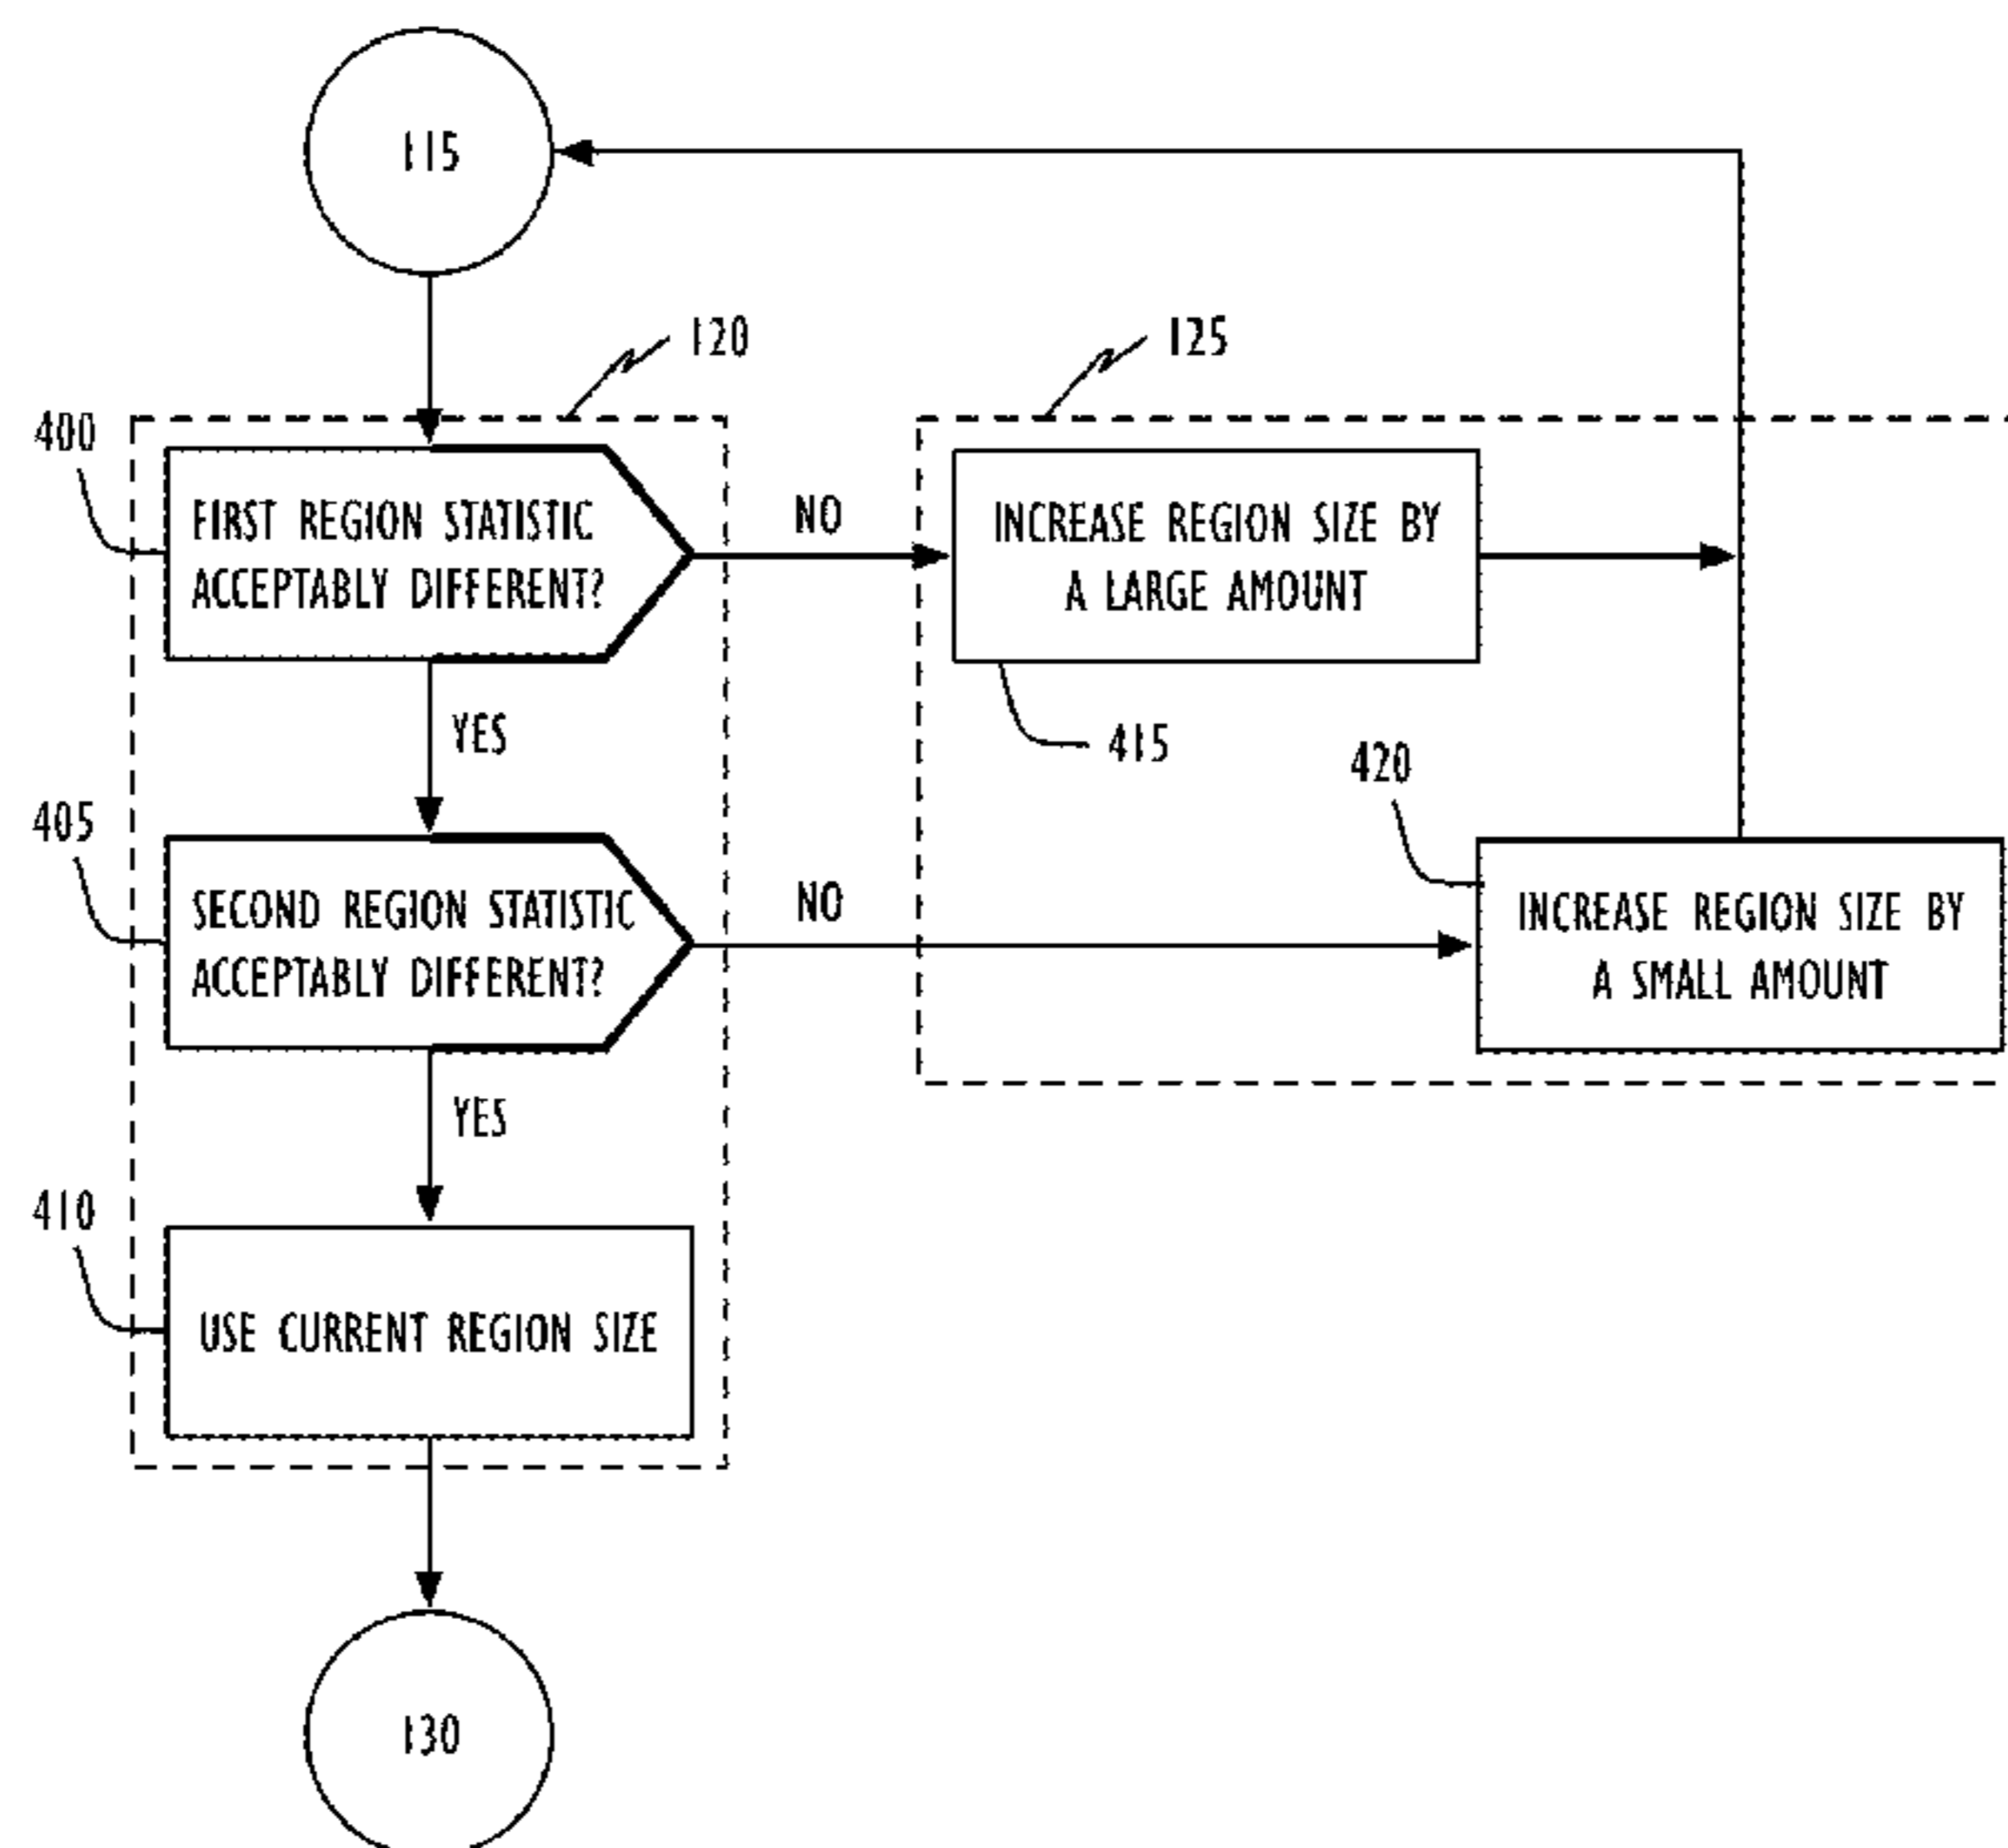 115
120
125
400
FIRST REGION STATISTIC
ACCEPTABLY DIFFERENT?
NO
INCREASE REGION SIZE BY
A LARGE AMOUNT
YES
415
420
405
SECOND REGION STATISTIC
ACCEPTABLY DIFFERENT?
NO
INCREASE REGION SIZE BY
A SMALL AMOUNT
YES
410
USE CURRENT REGION SIZE
130